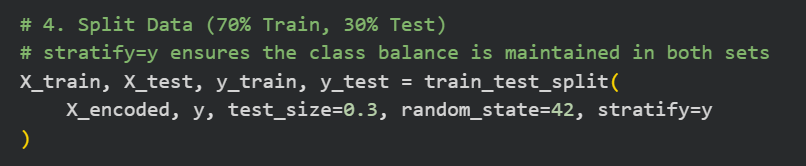 # 4. Split Data (70% Train, 30% Test)
# stratify=y ensures the class balance is maintained in both sets
X_train, X_test, y_train, y_test = train_test_split(
    X_encoded, y, test_size=0.3, random_state=42, stratify=y
)